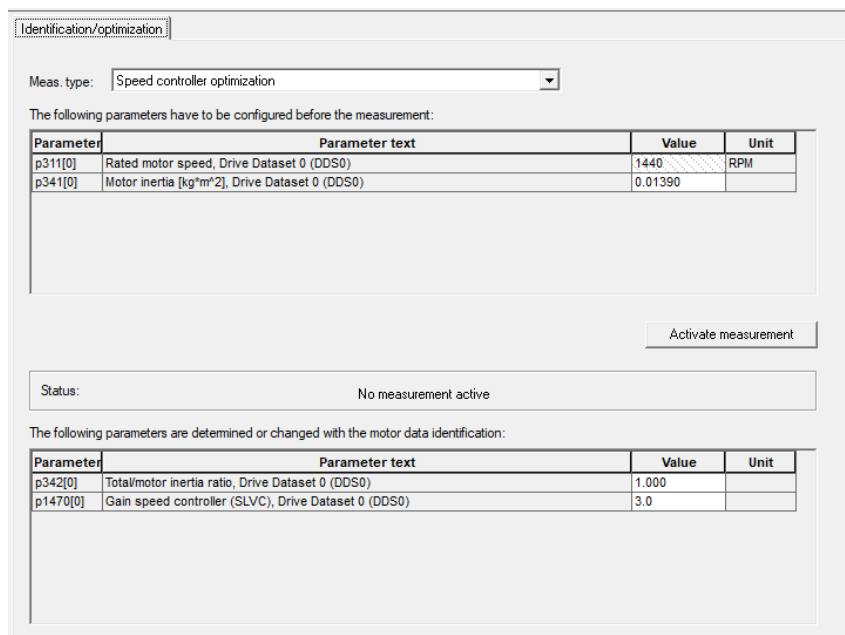 Identification/optimization
Meas. type: Speed controller optimization
The following parameters have to be configured before the measurement:
Parameter Parameter text Value Unit
p311[0] Rated motor speed, Drive Dataset 0 (DDS0) 1440 RPM
p341[0] Motor inertia [kg*m^2], Drive Dataset 0 (DDS0) 0.01390
Activate measurement
Status: No measurement active
The following parameters are determined or changed with the motor data identification:
Parameter Parameter text Value Unit
p342[0] Total/motor inertia ratio, Drive Dataset 0 (DDS0) 1.000
p1470[0] Gain speed controller (SLVC), Drive Dataset 0 (DDS0) 3.0